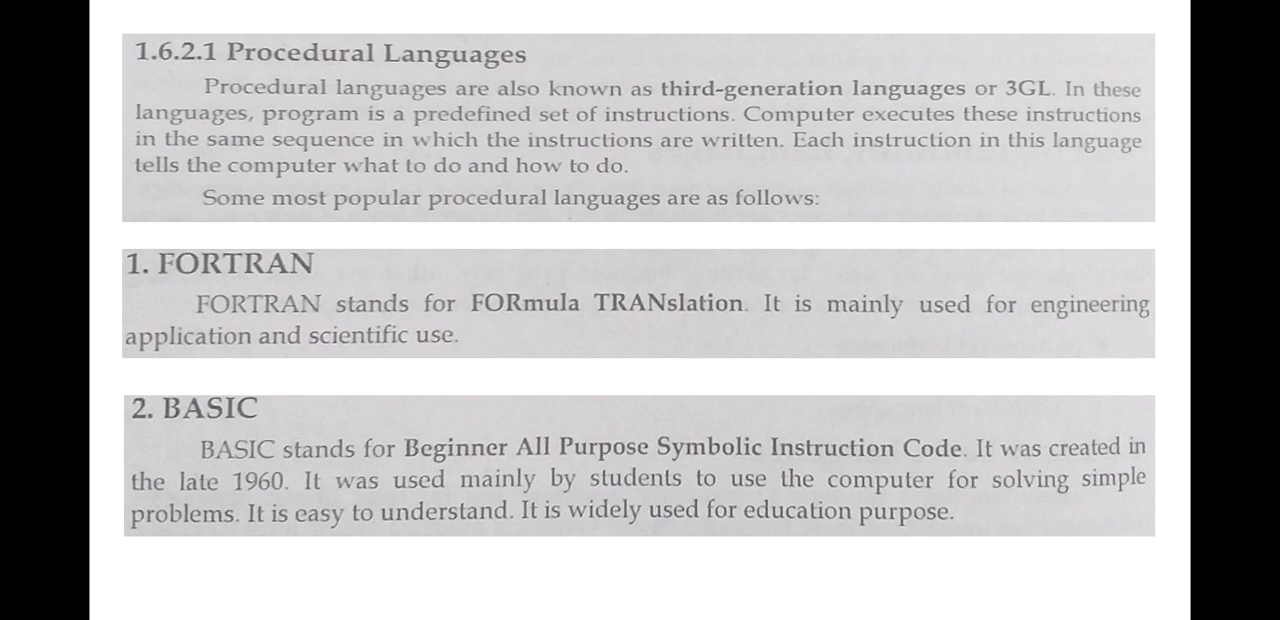 1.6.2.1 Procedural Languages
Procedural languages are also known as third-generation languages or 3GL. In these
languages, program is a predefined set of instructions. Computer executes these instructions
in the same sequence in which the instructions are written. Each instruction in this language
tells the computer what to do and how to do.
Some most popular procedural languages are as follows:
1. FORTRAN
FORTRAN stands for FORmula TRANslation. It is mainly used for engineering
application and scientific use.
2. BASIC
BASIC stands for Beginner All Purpose Symbolic Instruction Code. It was created in
the late 1960. It was used mainly by students to use the computer for solving simple
problems. It is easy to understand. It is widely used for education purpose.